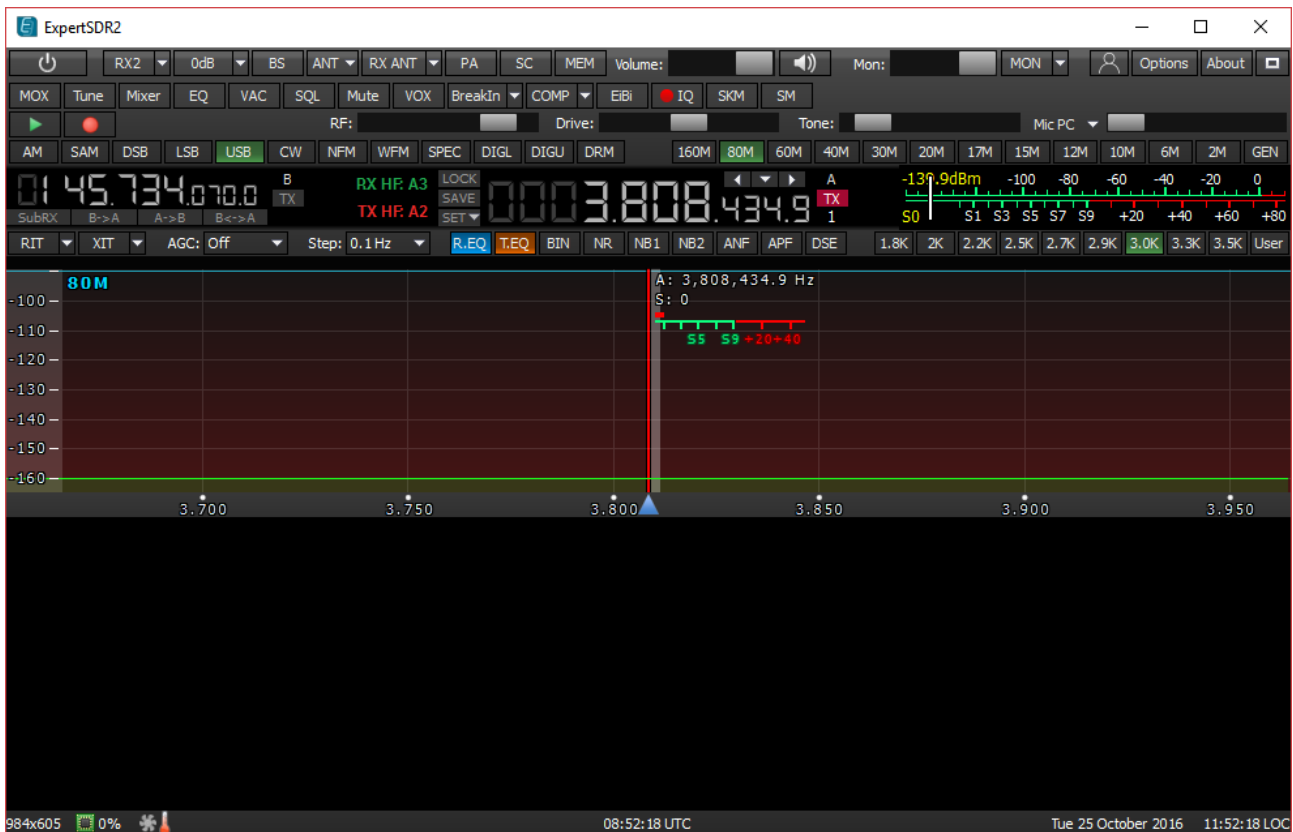 ExpertSDR2
RX2 0dB BS ANT RX ANT PA SC MEM Volume: Mon: MON Options About
MOX Tune Mixer EQ VAC SQL Mute VOX BreakIn COMP EiBi IQ SKM SM
RF: Drive: Tone: Mic PC
AM SAM DSB LSB USB CW NFM WFM SPEC DIGL DIGU DRM 160M 80M 60M 40M 30M 20M 17M 15M 12M 10M 6M 2M GEN
145.734.070.0 B RX HF: A3 LOCK 3.808.434.9 A -139.9dBm -100 -80 -60 -40 -20 0
TX TX HF: A2 SAVE TX
SubRX B->A A->B B<->A SET 1 S0 S1 S3 S5 S7 S9 +20 +40 +60 +80
RIT XIT AGC: Off Step: 0.1 Hz R.EQ T.EQ BIN NR NB1 NB2 ANF APF DSE 1.8K 2K 2.2K 2.5K 2.7K 2.9K 3.0K 3.3K 3.5K User
80M A: 3,808,434.9 Hz
-100 S: 0
-110
S5 S9 +20+40
-120
-130
-140
-150
-160
3.700 3.750 3.800 3.850 3.900 3.950
984x605 0% 08:52:18 UTC Tue 25 October 2016 11:52:18 LOC